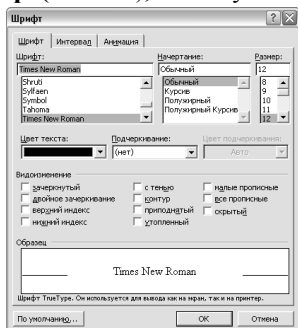 Шрифт
Шрифт Интервал Анимация
Шрифт: Начертание: Размер:
Times New Roman Обычный 12
Shruti Обычный 8
Sylfaen Курсив 9
Symbol Полужирный 10
Tahoma Полужирный Курсив 11
Times New Roman 12
Цвет текста: Подчеркивание: Цвет подчеркивания:
(нет) Авто
Видоизменение
зачеркнутый с тенью малые прописные
двойное зачеркивание контур все прописные
верхний индекс приподнятый скрытый
нижний индекс утопленный
Образец
Times New Roman
Шрифт TrueType. Он используется для вывода как на экран, так и на принтер.
По умолчанию... ОК Отмена